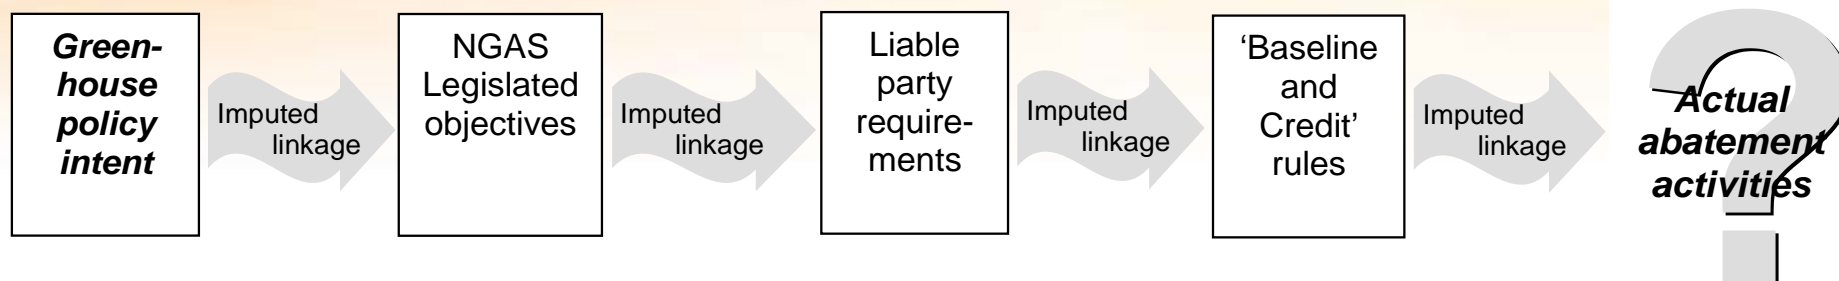 Green-
house
policy
intent
Imputed
linkage
NGAS
Legislated
objectives
Imputed
linkage
Liable
party
require-
ments
Imputed
linkage
‘Baseline
and
Credit’
rules
Imputed
linkage
?
Actual
abatement
activities